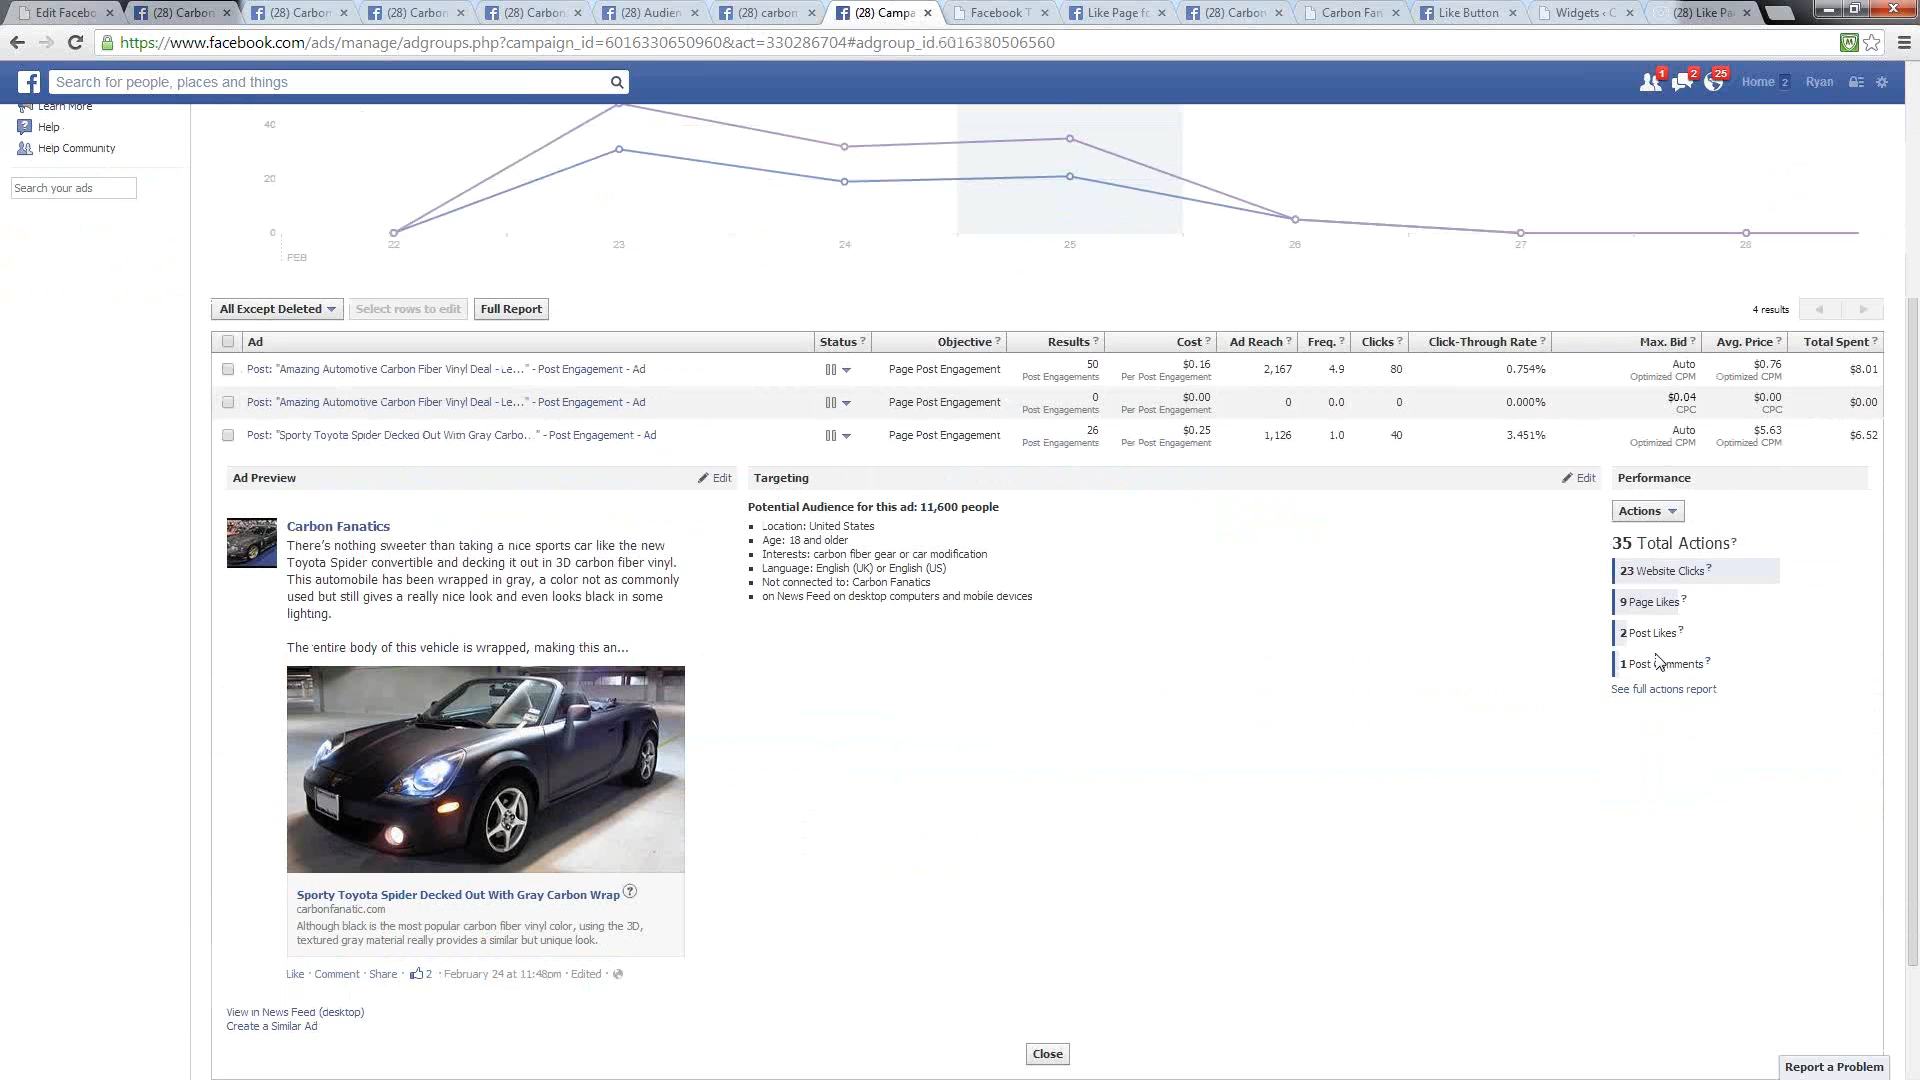 Edit Facebo
(28) Carbon
(28) Carbon
(28) Carbon
(28) Carbon
(28) Audien
(28) carbon
(28) Campa
Facebook T
Like Page fo
(28) Carbon
Carbon Fan
Like Button
Widgets ‹ C
(28) Like Pa
https://www.facebook.com/ads/manage/adgroups.php?campaign_id=6016330650960&act=330286704#adgroup_id.6016380506560
Search for people, places and things
1
2
25
Home 2
Ryan
Learn More
Help
Help Community
Search your ads
40
20
0
22
23
24
25
26
27
28
FEB
All Except Deleted
Select rows to edit
Full Report
4 results
Ad Status ? Objective ? Results ? Cost ? Ad Reach ? Freq. ? Clicks ? Click-Through Rate ? Max. Bid ? Avg. Price ? Total Spent ?
Post: "Amazing Automotive Carbon Fiber Vinyl Deal - Le..." - Post Engagement - Ad Page Post Engagement 50 $0.16 2,167 4.9 80 0.754% Auto $0.76 $8.01
Post Engagements Per Post Engagement Optimized CPM Optimized CPM
Post: "Amazing Automotive Carbon Fiber Vinyl Deal - Le..." - Post Engagement - Ad Page Post Engagement 0 $0.00 0 0.0 0 0.000% $0.04 $0.00 $0.00
Post Engagements Per Post Engagement CPC CPC
Post: "Sporty Toyota Spider Decked Out With Gray Carbo... " - Post Engagement - Ad Page Post Engagement 26 $0.25 1,126 1.0 40 3.451% Auto $5.63 $6.52
Post Engagements Per Post Engagement Optimized CPM Optimized CPM
Ad Preview
Edit
Targeting
Edit
Performance
Carbon Fanatics
There's nothing sweeter than taking a nice sports car like the new
Toyota Spider convertible and decking it out in 3D carbon fiber vinyl.
This automobile has been wrapped in gray, a color not as commonly
used but still gives a really nice look and even looks black in some
lighting.
The entire body of this vehicle is wrapped, making this an...
Sporty Toyota Spider Decked Out With Gray Carbon Wrap ?
carbonfanatic.com
Although black is the most popular carbon fiber vinyl color, using the 3D,
textured gray material really provides a similar but unique look.
Like · Comment · Share · 2 · February 24 at 11:48pm · Edited ·
View in News Feed (desktop)
Create a Similar Ad
Potential Audience for this ad: 11,600 people
Location: United States
Age: 18 and older
Interests: carbon fiber gear or car modification
Language: English (UK) or English (US)
Not connected to: Carbon Fanatics
on News Feed on desktop computers and mobile devices
Actions
35 Total Actions ?
23 Website Clicks ?
9 Page Likes ?
2 Post Likes ?
1 Post Comments ?
See full actions report
Close
Report a Problem